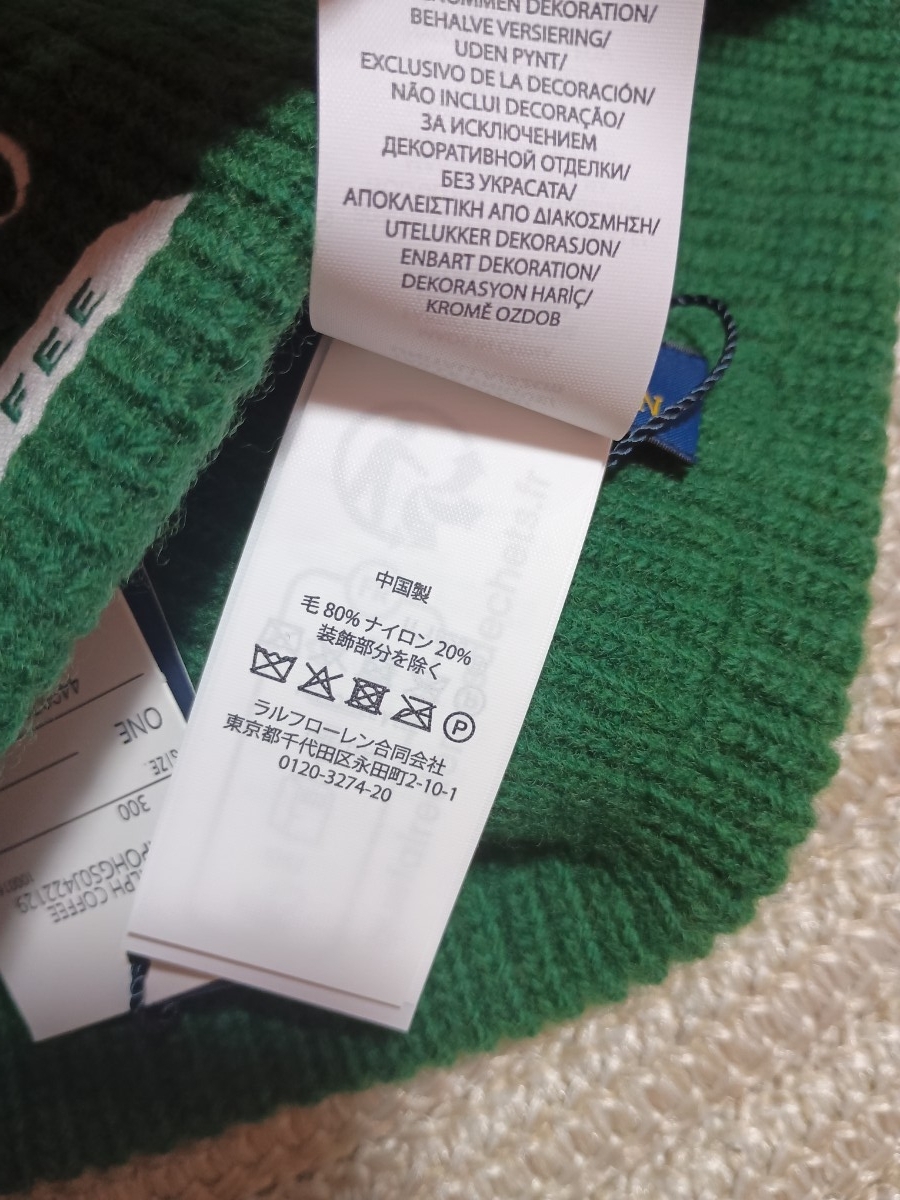 DEKORATION/
BEHALVE VERSIERING/
UDEN PYNT/
EXCLUSIVO DE LA DECORACIÓN/
NÃO INCLUI DECORAÇÃO/
ЗА ИСКЛЮЧЕНИЕМ
ДЕКОРАТИВНОЙ ОТДЕЛКИ/
БЕЗ УКРАСАТА/
ΑΠΟΚΛΕΙΣΤΙΚΗ ΑΠΟ ΔΙΑΚΟΣΜΗΣΗ/
UTELUKKER DEKORASJON/
ENBART DEKORATION/
DEKORASYON HARİÇ/
KROMĚ OZDOB
FEE
N
中国製
毛 80% ナイロン 20%
装飾部分を除く
P
ラルフローレン合同会社
東京都千代田区永田町2-10-1
0120-3274-20
ONE
SIZE
300
POHGS0J422129
LPH COFFEE